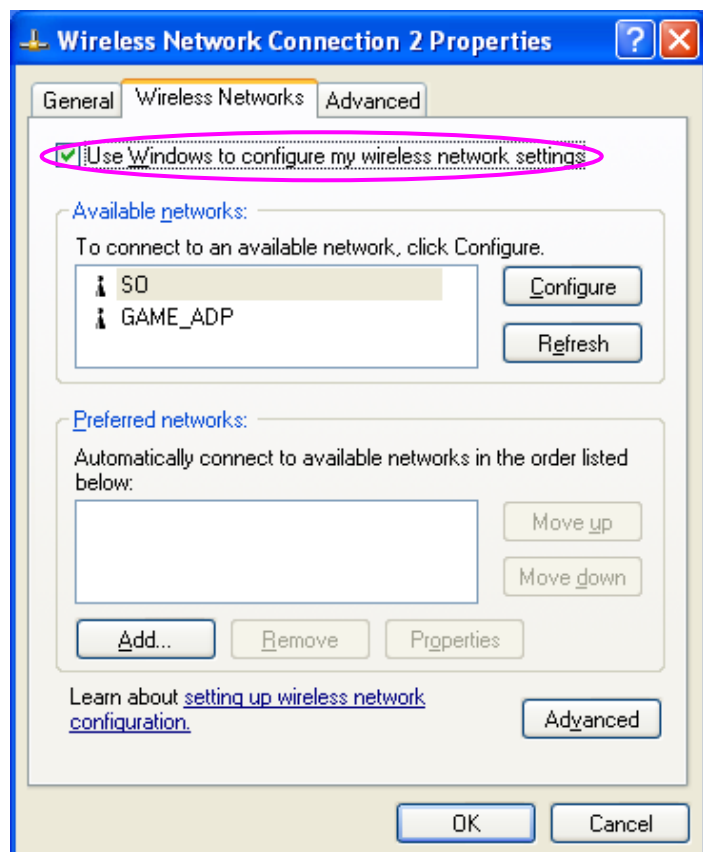 Wireless Network Connection 2 Properties
General Wireless Networks Advanced
Use Windows to configure my wireless network settings
Available networks:
To connect to an available network, click Configure.
SO
Configure
GAME_ADP
Refresh
Preferred networks:
Automatically connect to available networks in the order listed
below:
Move up
Move down
Add... Remove Properties
Learn about setting up wireless network
configuration.
Advanced
OK Cancel